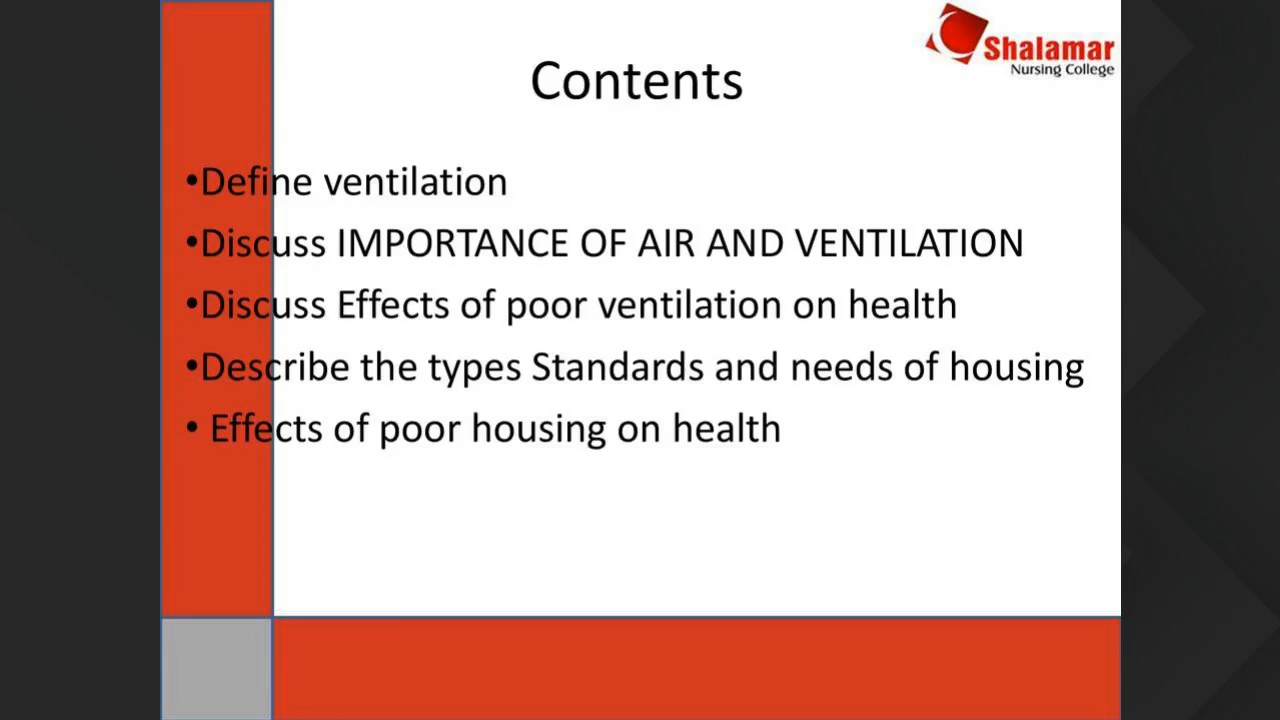 Shalamar
Nursing College
Contents
•Define ventilation
•Discuss IMPORTANCE OF AIR AND VENTILATION
•Discuss Effects of poor ventilation on health
•Describe the types Standards and needs of housing
• Effects of poor housing on health